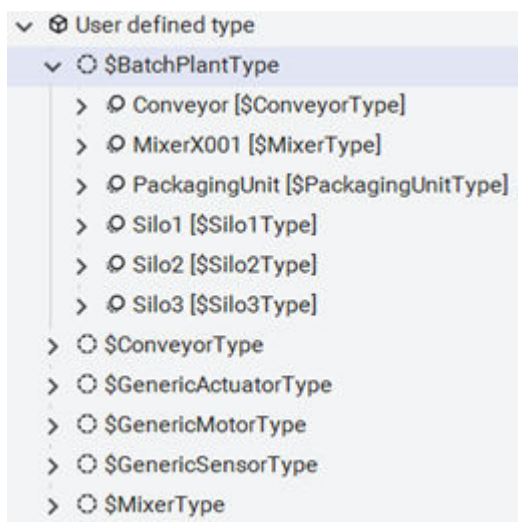 User defined type
$BatchPlantType
Conveyor [$ConveyorType]
MixerX001 [$MixerType]
PackagingUnit [$PackagingUnitType]
Silo1 [$Silo1Type]
Silo2 [$Silo2Type]
Silo3 [$Silo3Type]
$ConveyorType
$GenericActuatorType
$GenericMotorType
$GenericSensorType
$MixerType